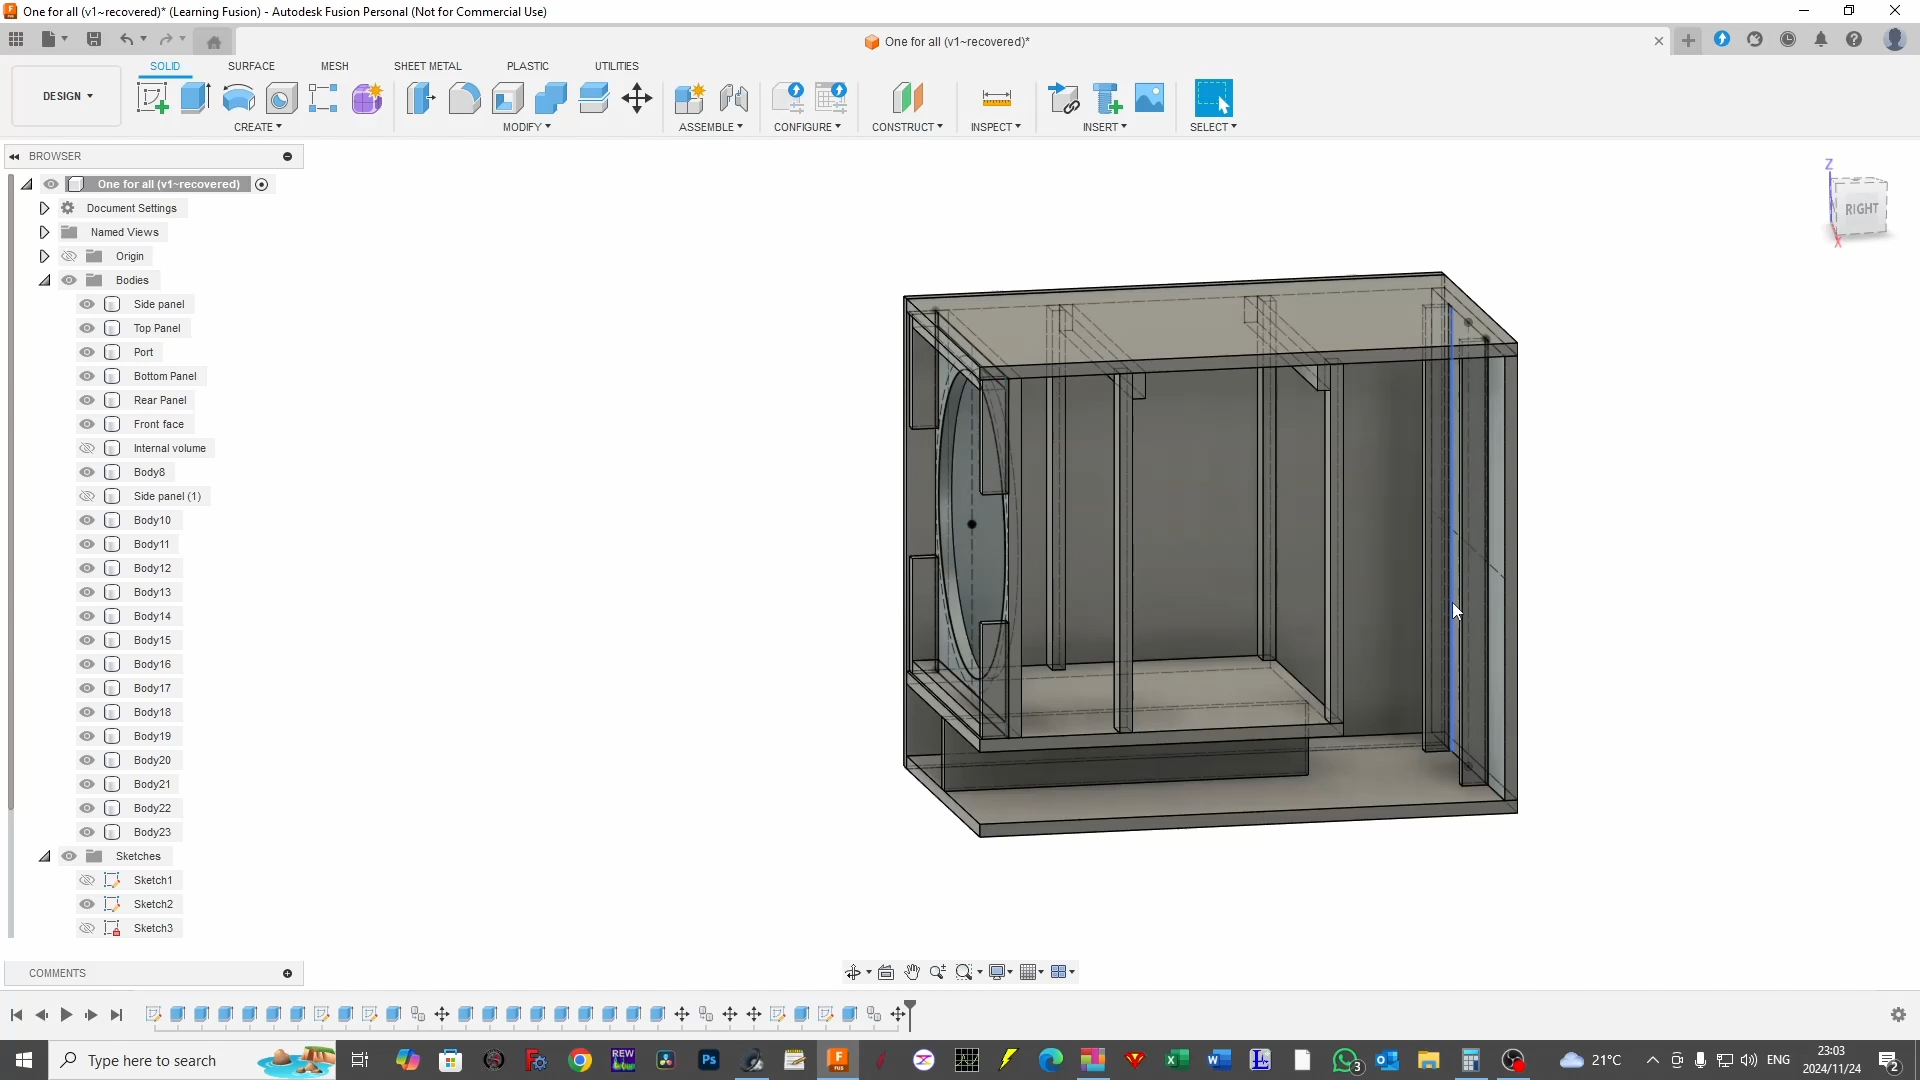 One for all (v1~recovered)* (Learning Fusion) - Autodesk Fusion Personal (Not for Commercial Use)
One for all (v1~recovered)*
SOLID SURFACE MESH SHEET METAL PLASTIC UTILITIES
DESIGN
CREATE MODIFY ASSEMBLE CONFIGURE CONSTRUCT INSPECT INSERT SELECT
BROWSER
One for all (v1~recovered)
Document Settings
Named Views
Origin
Bodies
Side panel
Top Panel
Port
Bottom Panel
Rear Panel
Front face
Internal volume
Body8
Side panel (1)
Body10
Body11
Body12
Body13
Body14
Body15
Body16
Body17
Body18
Body19
Body20
Body21
Body22
Body23
Sketches
Sketch1
Sketch2
Sketch3
Z
RIGHT
X
COMMENTS
Type here to search
REW
Ps
F
FUS
3
21°C
ENG
23:03
2024/11/24
2